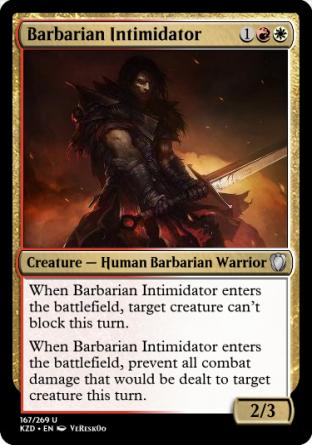 Barbarian Intimidator 1
Creature — Human Barbarian Warrior
When Barbarian Intimidator enters
the battlefield, target creature can't
block this turn.
When Barbarian Intimidator enters
the battlefield, prevent all combat
damage that would be dealt to target
creature this turn.
2/3
167/269 U
KZD • EN VERESKOO